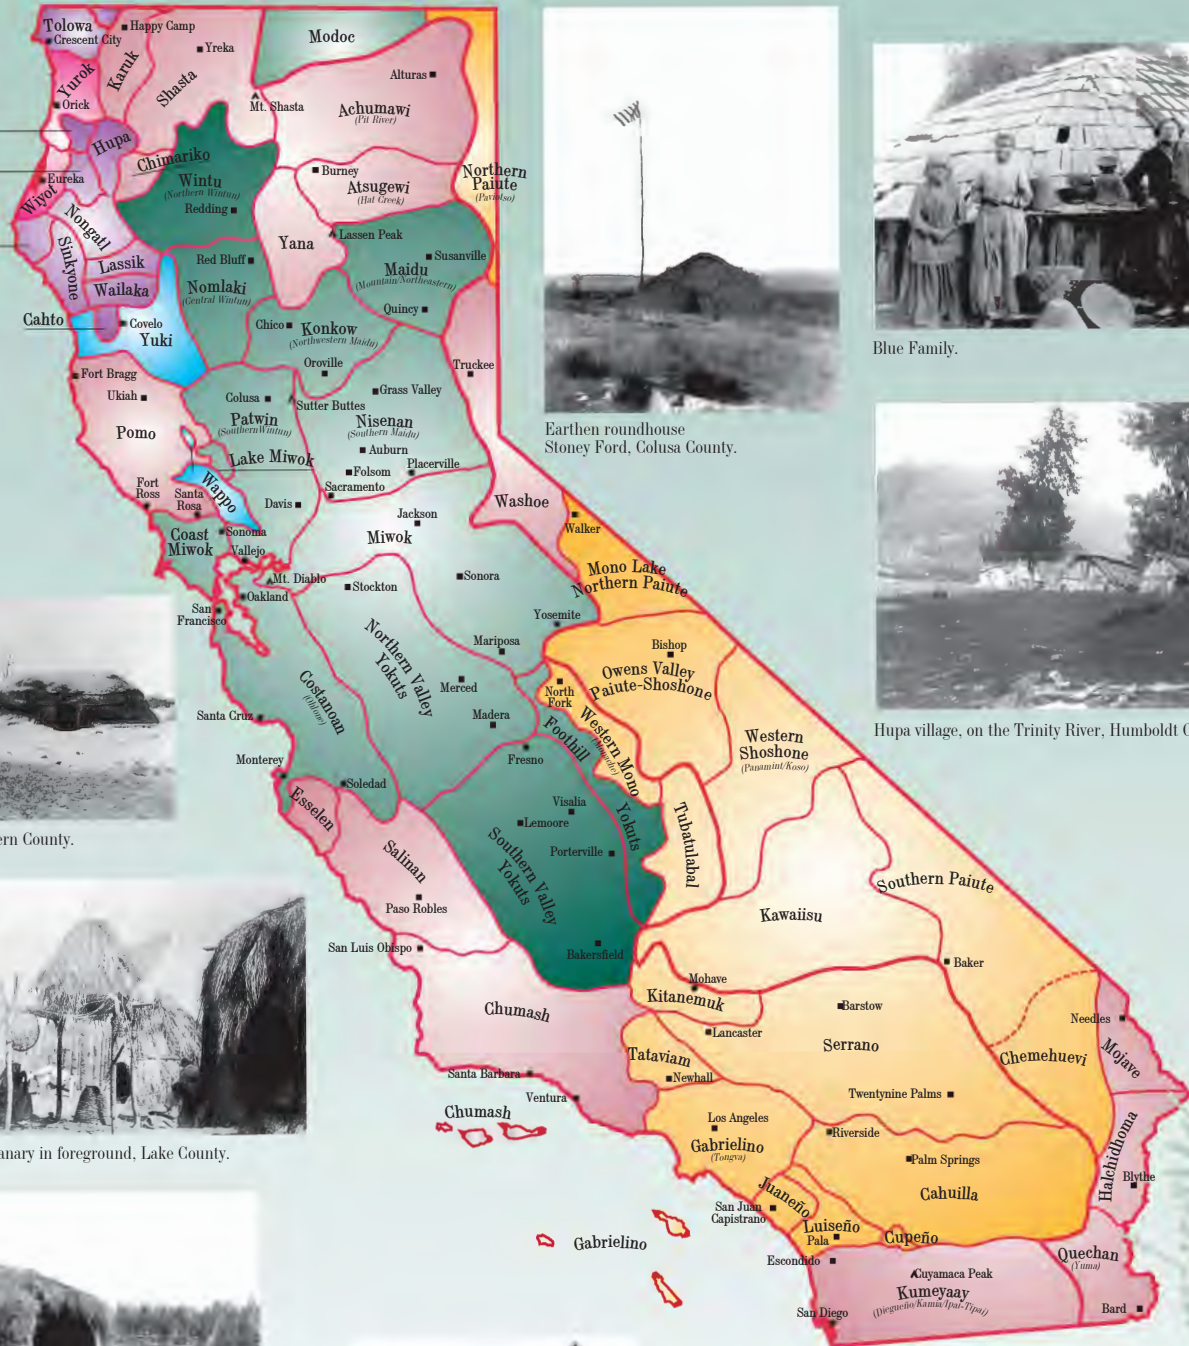 Tolowa
Happy Camp
Crescent City
Modoc
Yurok
Karuk
Shasta
Yreka
Alturas
Orick
Mt. Shasta
Achumawi
(Pit River)
Hupa
Chimariko
Wintu
(Northern Wintun)
Redding
Burney
Atsugewi
(Hat Creek)
Northern
Paiute
(Paviotso)
Eureka
Wiyot
Nongatl
Yana
Lassen Peak
Susanville
Sinkyone
Lassik
Wailaka
Red Bluff
Nomlaki
(Central Wintun)
Maidu
(Mountain/Northeastern)
Quincy
Cahto
Covelo
Yuki
Chico
Konkow
(Northwestern Maidu)
Oroville
Truckee
Fort Bragg
Ukiah
Colusa
Sutter Buttes
Grass Valley
Pomo
Patwin
(Southern Wintun)
Nisenan
(Southern Maidu)
Auburn
Lake Miwok
Folsom
Placerville
Sacramento
Fort
Ross
Santa
Rosa
Wappo
Davis
Jackson
Washoe
Walker
Coast
Miwok
Sonoma
Vallejo
Miwok
Mt. Diablo
Stockton
Sonora
Mono Lake
Northern Paiute
Oakland
San
Francisco
Yosemite
Northern Valley
Yokuts
Mariposa
Bishop
Owens Valley
Paiute-Shoshone
Costanoan
(Ohlone)
Merced
North
Fork
Santa Cruz
Madera
Western Mono
(Monache)
Western
Shoshone
(Panamint/Koso)
Foothill
Yokuts
Monterey
Fresno
Soledad
Esselen
Visalia
Lemoore
Tubatulabal
Salinan
Southern Valley
Yokuts
Porterville
Southern Paiute
Paso Robles
Kawaiisu
San Luis Obispo
Bakersfield
Baker
Mohave
Kitanemuk
Chumash
Barstow
Needles
Lancaster
Serrano
Tataviam
Chemehuevi
Mojave
Santa Barbara
Newhall
Ventura
Twentynine Palms
Chumash
Los Angeles
Gabrielino
(Tongva)
Riverside
Palm Springs
Halchidhoma
Blythe
Juaneño
Cahuilla
San Juan
Capistrano
Luiseño
Pala
Cupeño
Gabrielino
Escondido
Quechan
(Yuma)
Cuyamaca Peak
Kumeyaay
(Diegueño/Kamia/Ipai-Tipai)
San Diego
Bard
Earthen roundhouse
Stoney Ford, Colusa County.
Blue Family.
Hupa village, on the Trinity River, Humboldt C
ern County.
anary in foreground, Lake County.